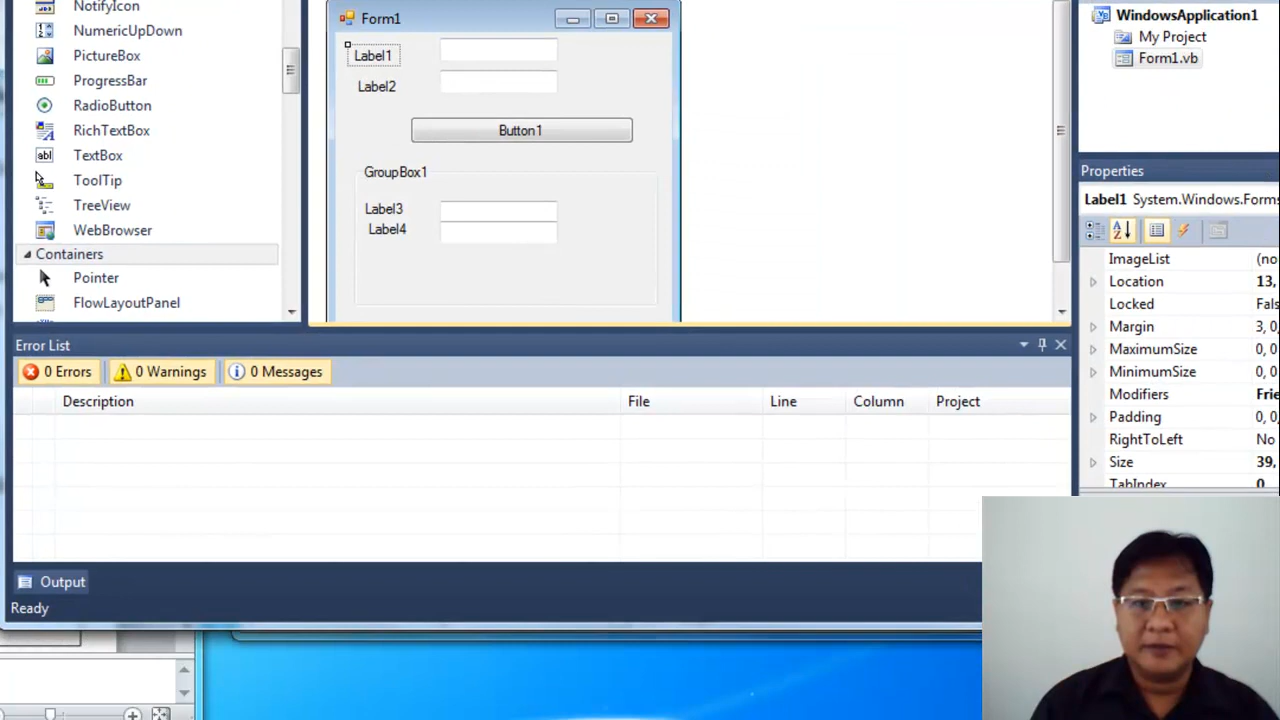 NotifyIcon
NumericUpDown
PictureBox
ProgressBar
RadioButton
RichTextBox
TextBox
ToolTip
TreeView
WebBrowser
Containers
Pointer
FlowLayoutPanel
Form1
Label1
Label2
Button1
GroupBox1
Label3
Label4
WindowsApplication1
My Project
Form1.vb
Properties
Label1 System.Windows.Forms
ImageList (no
Location 13,
Locked Fals
Margin 3, 0
MaximumSize 0, 0
MinimumSize 0, 0
Modifiers Frie
Padding 0, 0,
RightToLeft No
Size 39,
TabIndex 0
Error List
0 Errors 0 Warnings 0 Messages
Description File Line Column Project
Output
Ready